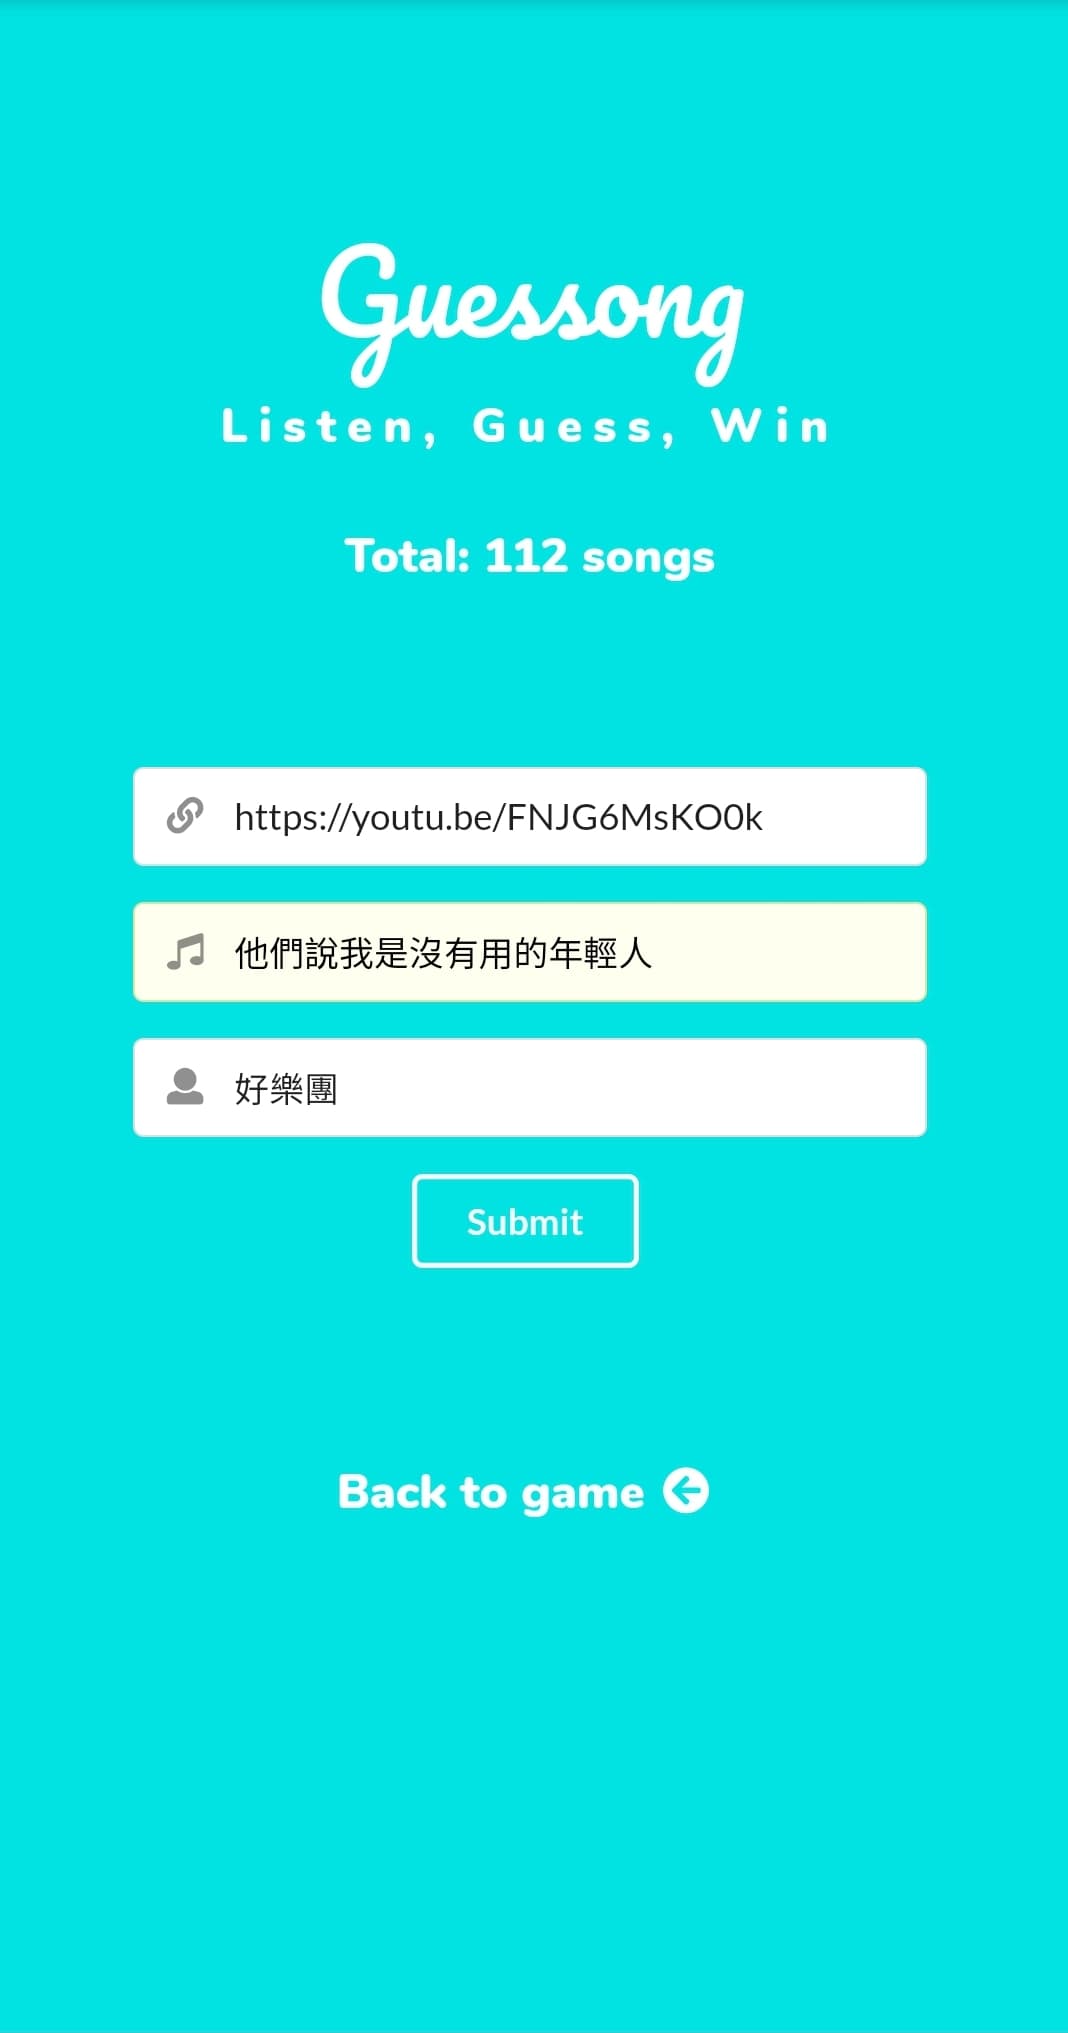 Guessong
Listen, Guess, Win
Total: 112 songs
https://youtu.be/FNJG6MsKO0k
他們說我是沒有用的年輕人
好樂團
Submit
Back to game